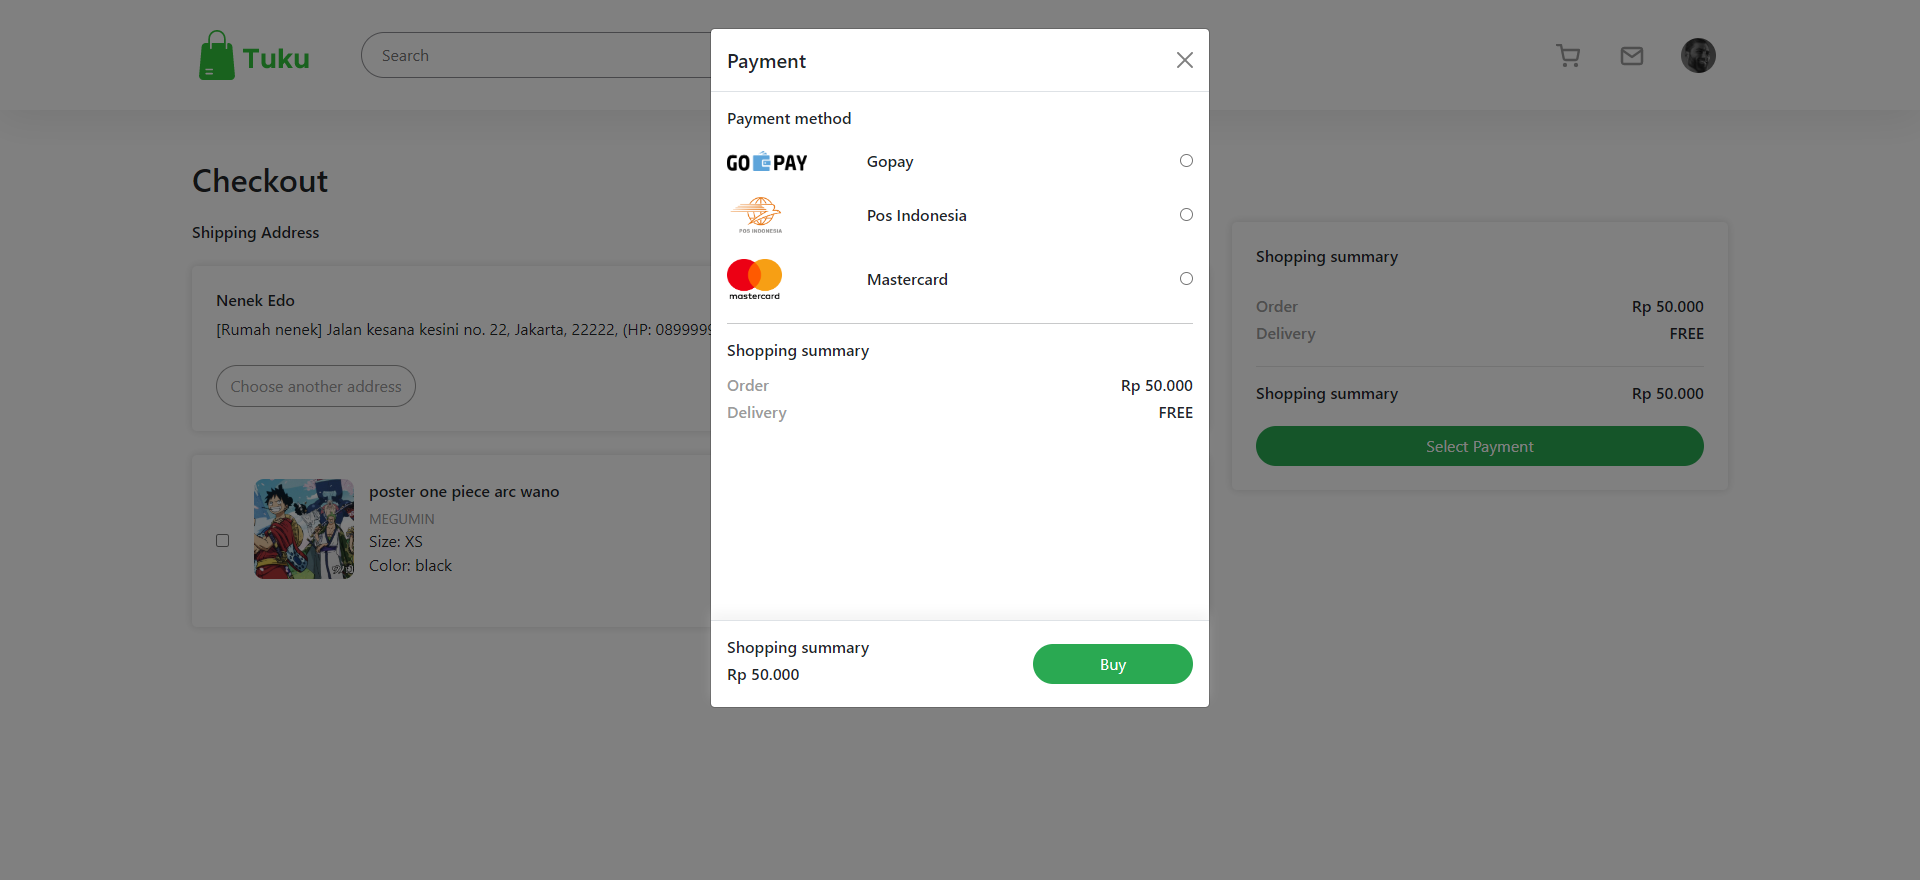 Tuku
Search
Checkout
Shipping Address
Nenek Edo
[Rumah nenek] Jalan kesana kesini no. 22, Jakarta, 22222, (HP: 0899999
Choose another address
poster one piece arc wano
MEGUMIN
Size: XS
Color: black
Payment
Payment method
GO PAY
Gopay
POS INDONESIA
Pos Indonesia
mastercard
Mastercard
Shopping summary
Order Rp 50.000
Delivery FREE
Shopping summary
Rp 50.000
Buy
Shopping summary
Order Rp 50.000
Delivery FREE
Shopping summary Rp 50.000
Select Payment